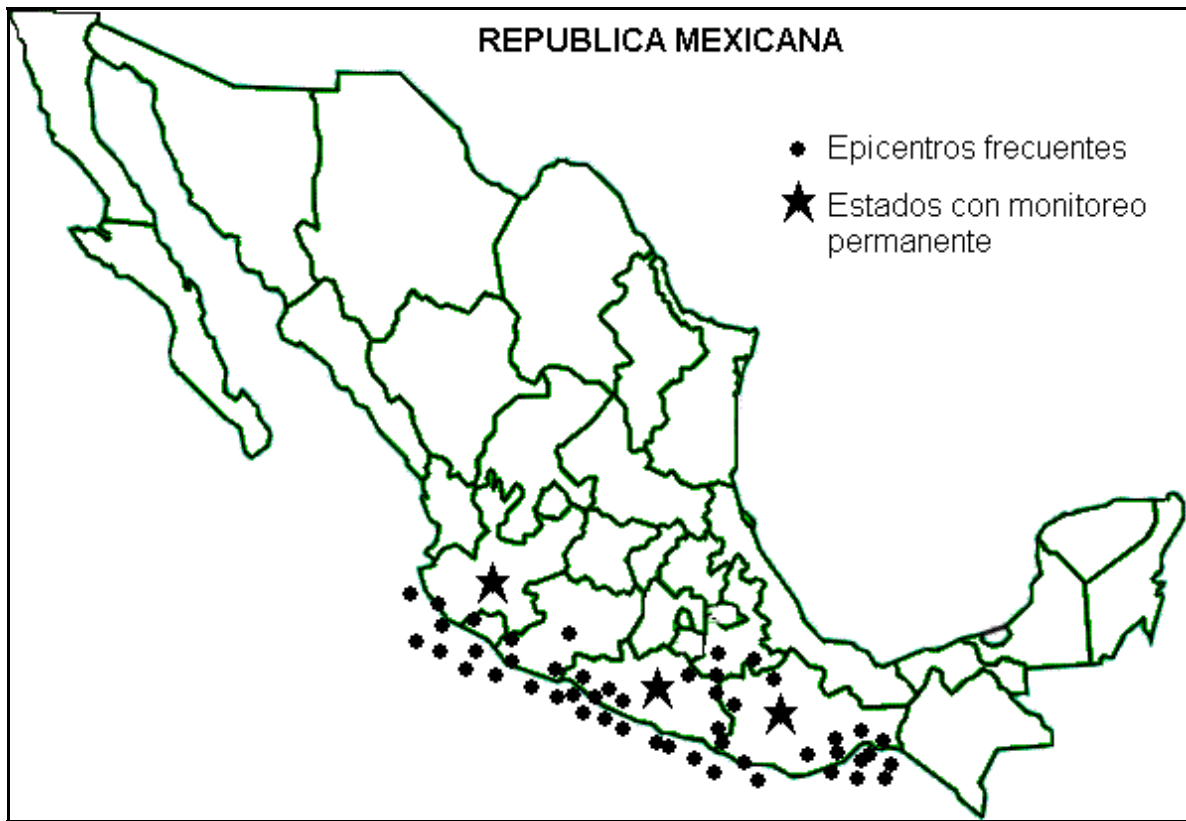 REPUBLICA MEXICANA
Epicentros frecuentes
Estados con monitoreo
permanente